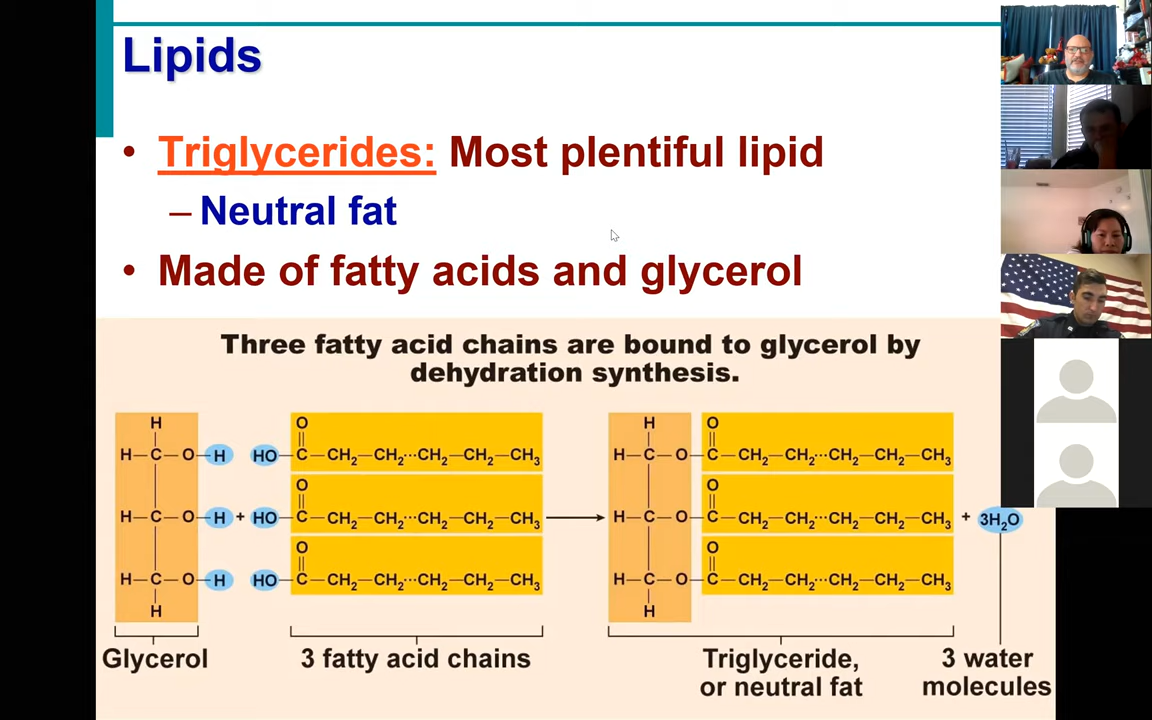 Lipids
• Triglycerides: Most plentiful lipid
– Neutral fat
• Made of fatty acids and glycerol
Three fatty acid chains are bound to glycerol by
dehydration synthesis.
H O H O
H—C—O—H HO—C—CH₂—CH₂···CH₂—CH₂—CH₃ H—C—O—C—CH₂—CH₂···CH₂—CH₂—CH₃
O O
H—C—O—H + HO—C—CH₂—CH₂···CH₂—CH₂—CH₃ H—C—O—C—CH₂—CH₂···CH₂—CH₂—CH₃ + 3H₂O
O O
H—C—O—H HO—C—CH₂—CH₂···CH₂—CH₂—CH₃ H—C—O—C—CH₂—CH₂···CH₂—CH₂—CH₃
H H
Glycerol 3 fatty acid chains Triglyceride, 3 water
or neutral fat molecules